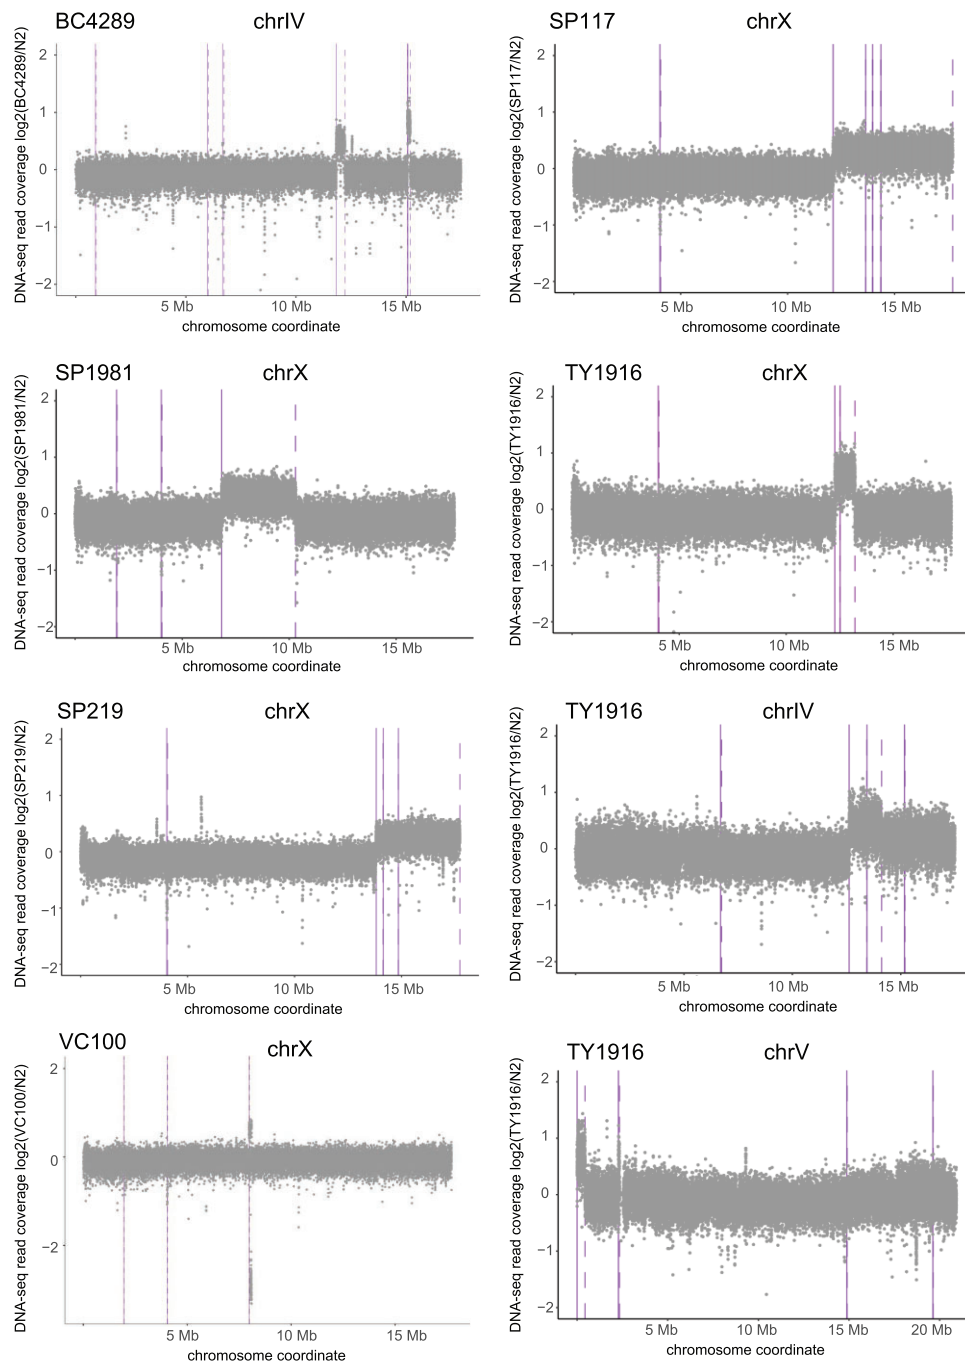 BC4289 chrIV
DNA-seq read coverage log2(BC4289/N2)
2
1
0
−1
−2
5 Mb 10 Mb 15 Mb
chromosome coordinate
SP117 chrX
DNA-seq read coverage log2(SP117/N2)
2
1
0
−1
−2
5 Mb 10 Mb 15 Mb
chromosome coordinate
SP1981 chrX
DNA-seq read coverage log2(SP1981/N2)
2
1
0
−1
−2
5 Mb 10 Mb 15 Mb
chromosome coordinate
TY1916 chrX
DNA-seq read coverage log2(TY1916/N2)
2
1
0
−1
−2
5 Mb 10 Mb 15 Mb
chromosome coordinate
SP219 chrX
DNA-seq read coverage log2(SP219/N2)
2
1
0
−1
−2
5 Mb 10 Mb 15 Mb
chromosome coordinate
TY1916 chrIV
DNA-seq read coverage log2(TY1916/N2)
2
1
0
−1
−2
5 Mb 10 Mb 15 Mb
chromosome coordinate
VC100 chrX
DNA-seq read coverage log2(VC100/N2)
2
0
−2
5 Mb 10 Mb 15 Mb
chromosome coordinate
TY1916 chrV
DNA-seq read coverage log2(TY1916/N2)
2
1
0
−1
−2
5 Mb 10 Mb 15 Mb 20 Mb
chromosome coordinate